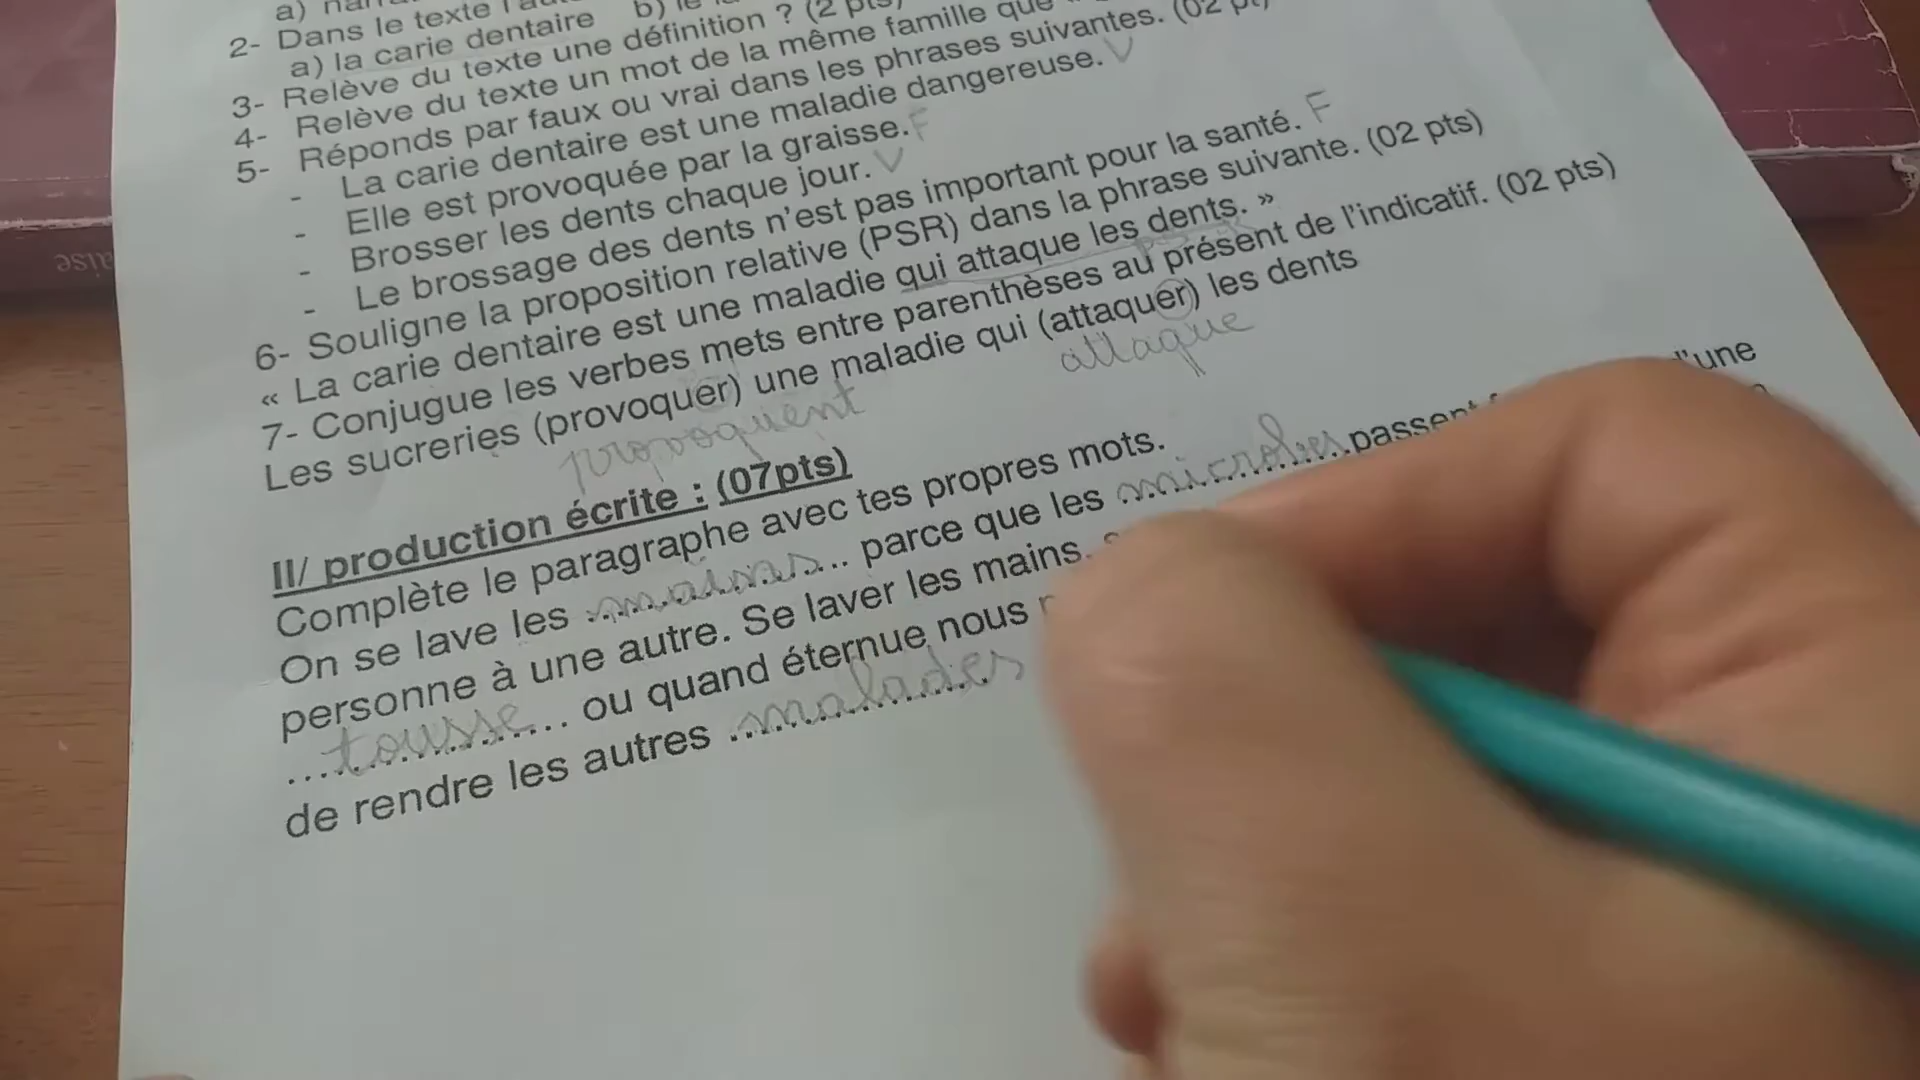 a)
2- Dans le texte
a) la carie dentaire b)
3- Relève du texte une définition ? (2 pts)
4- Relève du texte un mot de la même famille que
5- Réponds par faux ou vrai dans les phrases suivantes. (02
- La carie dentaire est une maladie dangereuse. V
- Elle est provoquée par la graisse. F
- Brosser les dents chaque jour. V
- Le brossage des dents n'est pas important pour la santé. F
6- Souligne la proposition relative (PSR) dans la phrase suivante. (02 pts)
« La carie dentaire est une maladie qui attaque les dents. »
7- Conjugue les verbes mets entre parenthèses au présent de l'indicatif. (02 pts)
Les sucreries (provoquer) une maladie qui (attaquer) les dents
provoquent attaque
II/ production écrite : (07pts)
Complète le paragraphe avec tes propres mots.
On se lave les mains parce que les microbes passent d'une
personne à une autre. Se laver les mains.
tousse ou quand éternue nous
de rendre les autres malades